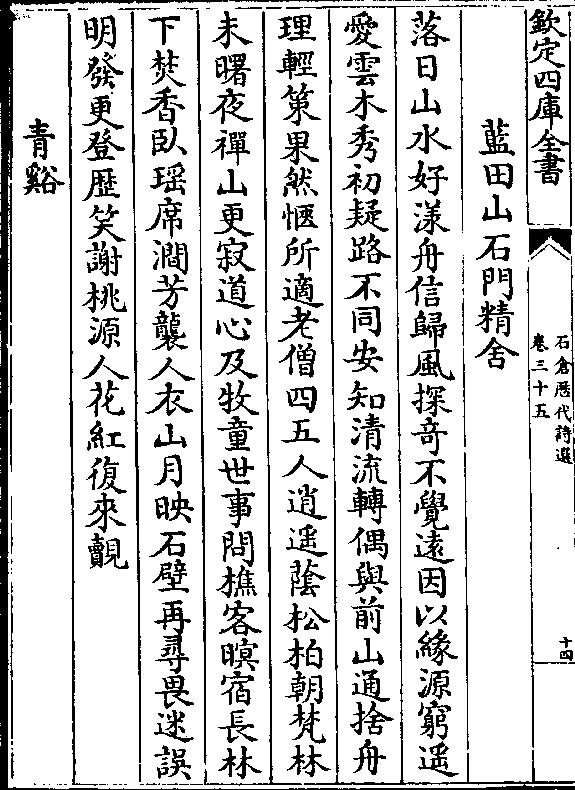 欽定四庫全書
石倉歷代詩選
卷三十五
十四
藍田山石門精舍
落日山水好漾舟信歸風探奇不覺遠因以緣源窮遥
愛雲木秀初疑路不同安知清流轉偶與前山通捨舟
理輕策果然愜所適老僧四五人逍遥蔭松柏朝梵林
未曙夜禪山更寂道心及牧童世事問樵客暝宿長林
下焚香臥瑶席澗芳襲人衣山月映石壁再尋畏迷誤
明發更登歷笑謝桃源人花紅復來覿
青谿